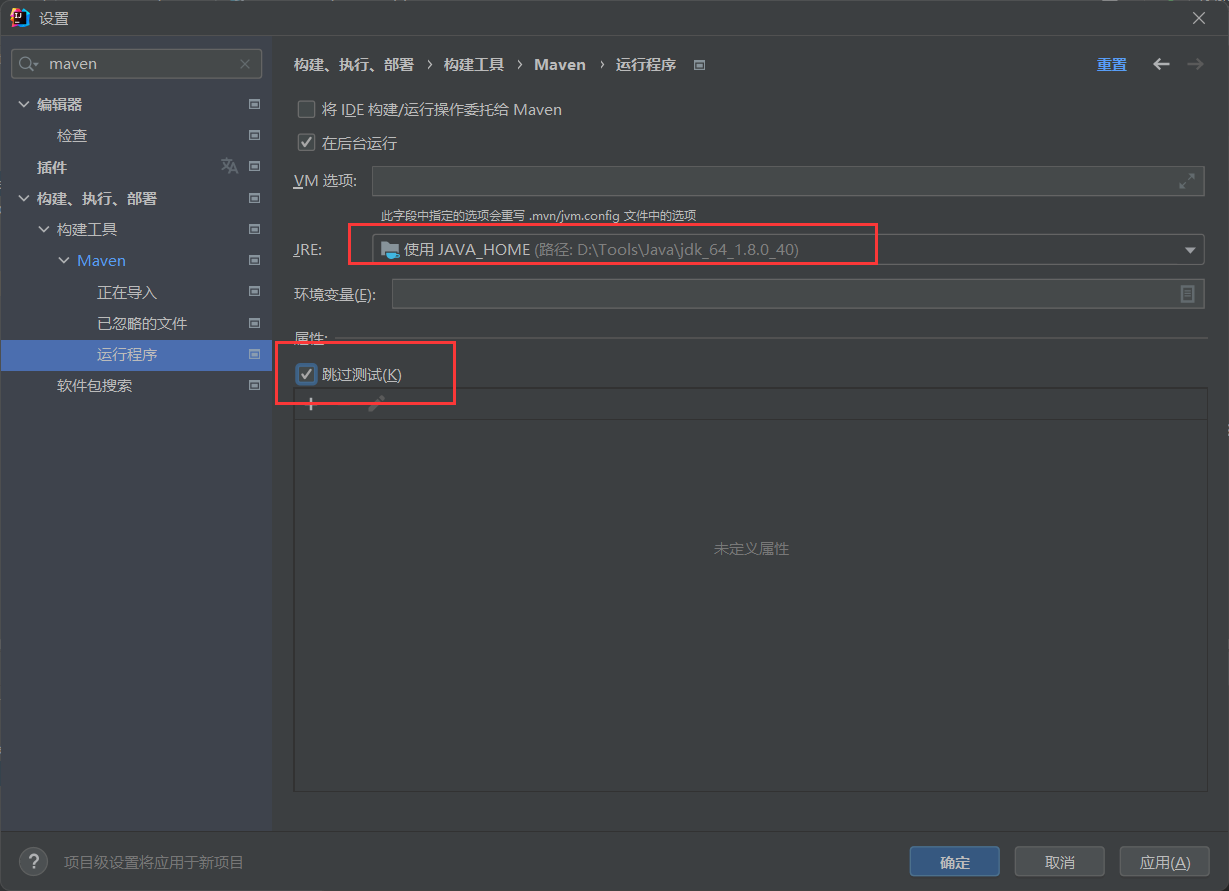 设置
maven
编辑器
检查
插件
构建、执行、部署
构建工具
Maven
正在导入
已忽略的文件
运行程序
软件包搜索
构建、执行、部署 › 构建工具 › Maven › 运行程序
重置
将 IDE 构建/运行操作委托给 Maven
在后台运行
VM 选项:
此字段中指定的选项会重写 .mvn/jvm.config 文件中的选项
JRE: 使用 JAVA_HOME (路径: D:\Tools\Java\jdk_64_1.8.0_40)
环境变量(E):
属性:
跳过测试(K)
未定义属性
? 项目级设置将应用于新项目
确定 取消 应用(A)